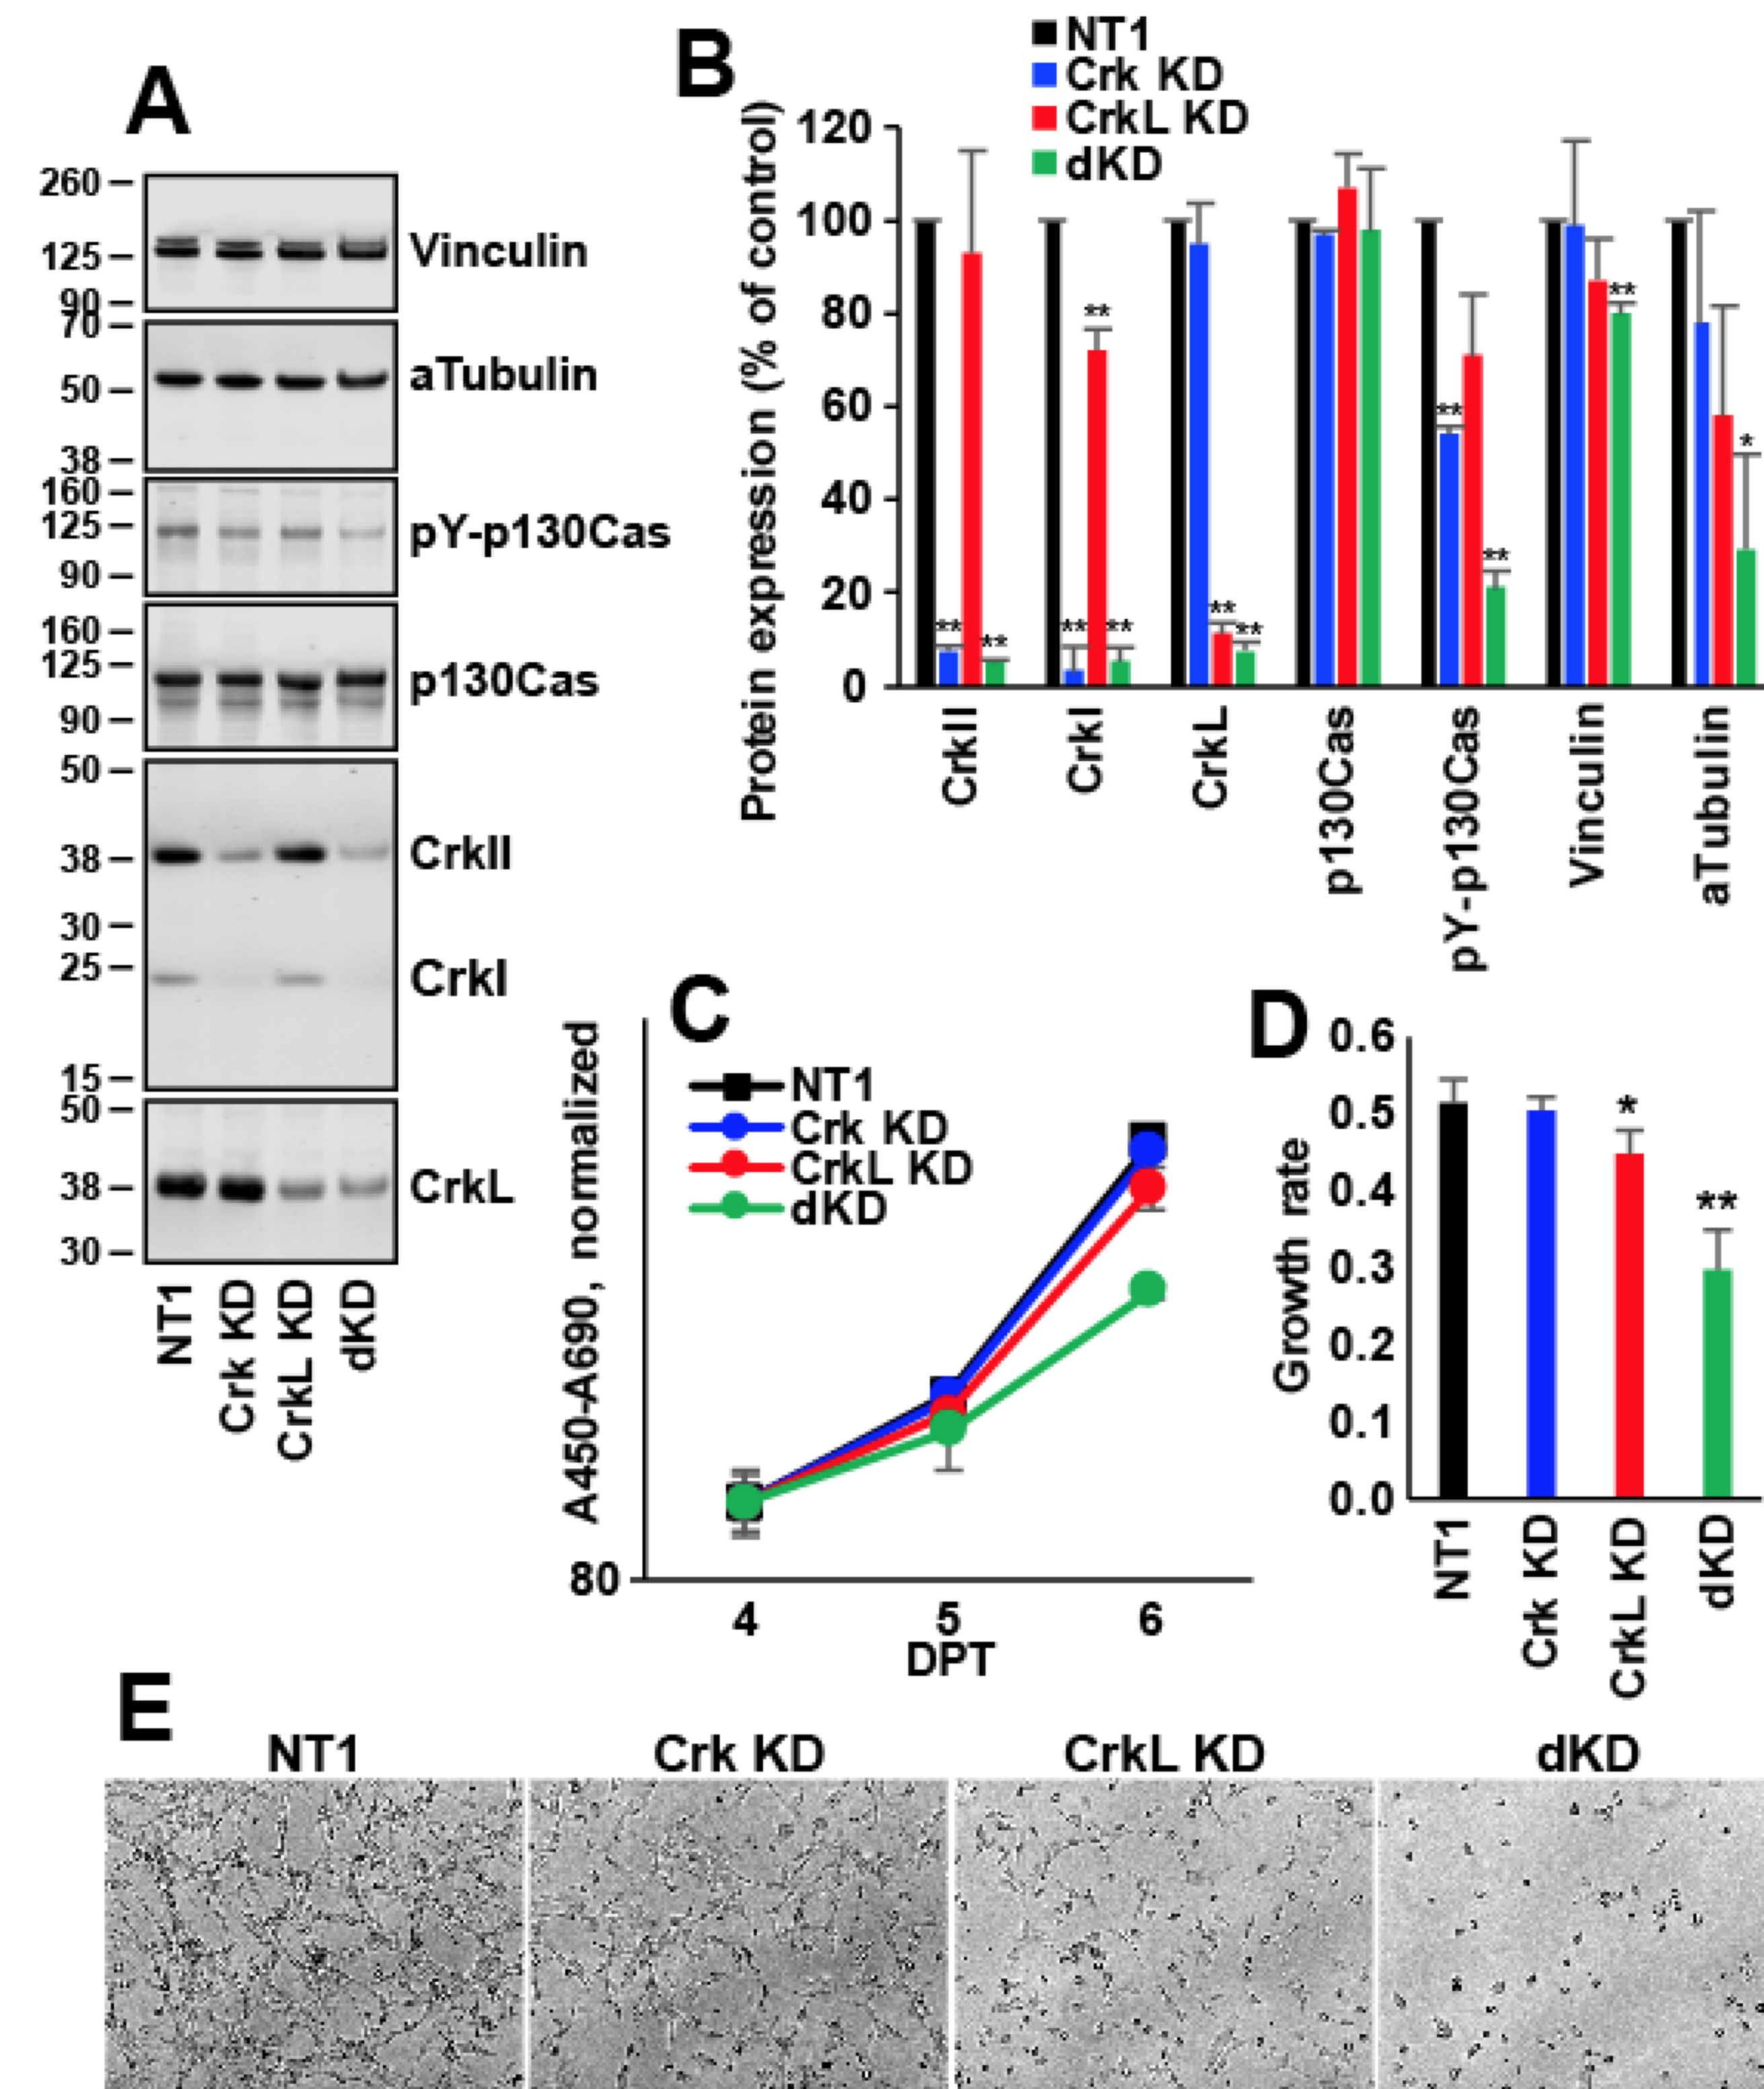 A
260
125
90
Vinculin
70
50
38
aTubulin
160
125
90
pY-p130Cas
160
125
90
p130Cas
50
38
30
25
15
CrkII
CrkI
50
38
30
CrkL
NT1
Crk KD
CrkL KD
dKD
B
NT1
Crk KD
CrkL KD
dKD
Protein expression (% of control)
120
100
80
60
40
20
0
**
**
**
**
**
**
**
**
**
**
*
CrkII
CrkI
CrkL
p130Cas
pY-p130Cas
Vinculin
aTubulin
C
A450-A690, normalized
NT1
Crk KD
CrkL KD
dKD
80
4
5
6
DPT
D
Growth rate
0.6
0.5
0.4
0.3
0.2
0.1
0.0
*
**
NT1
Crk KD
CrkL KD
dKD
E
NT1
Crk KD
CrkL KD
dKD